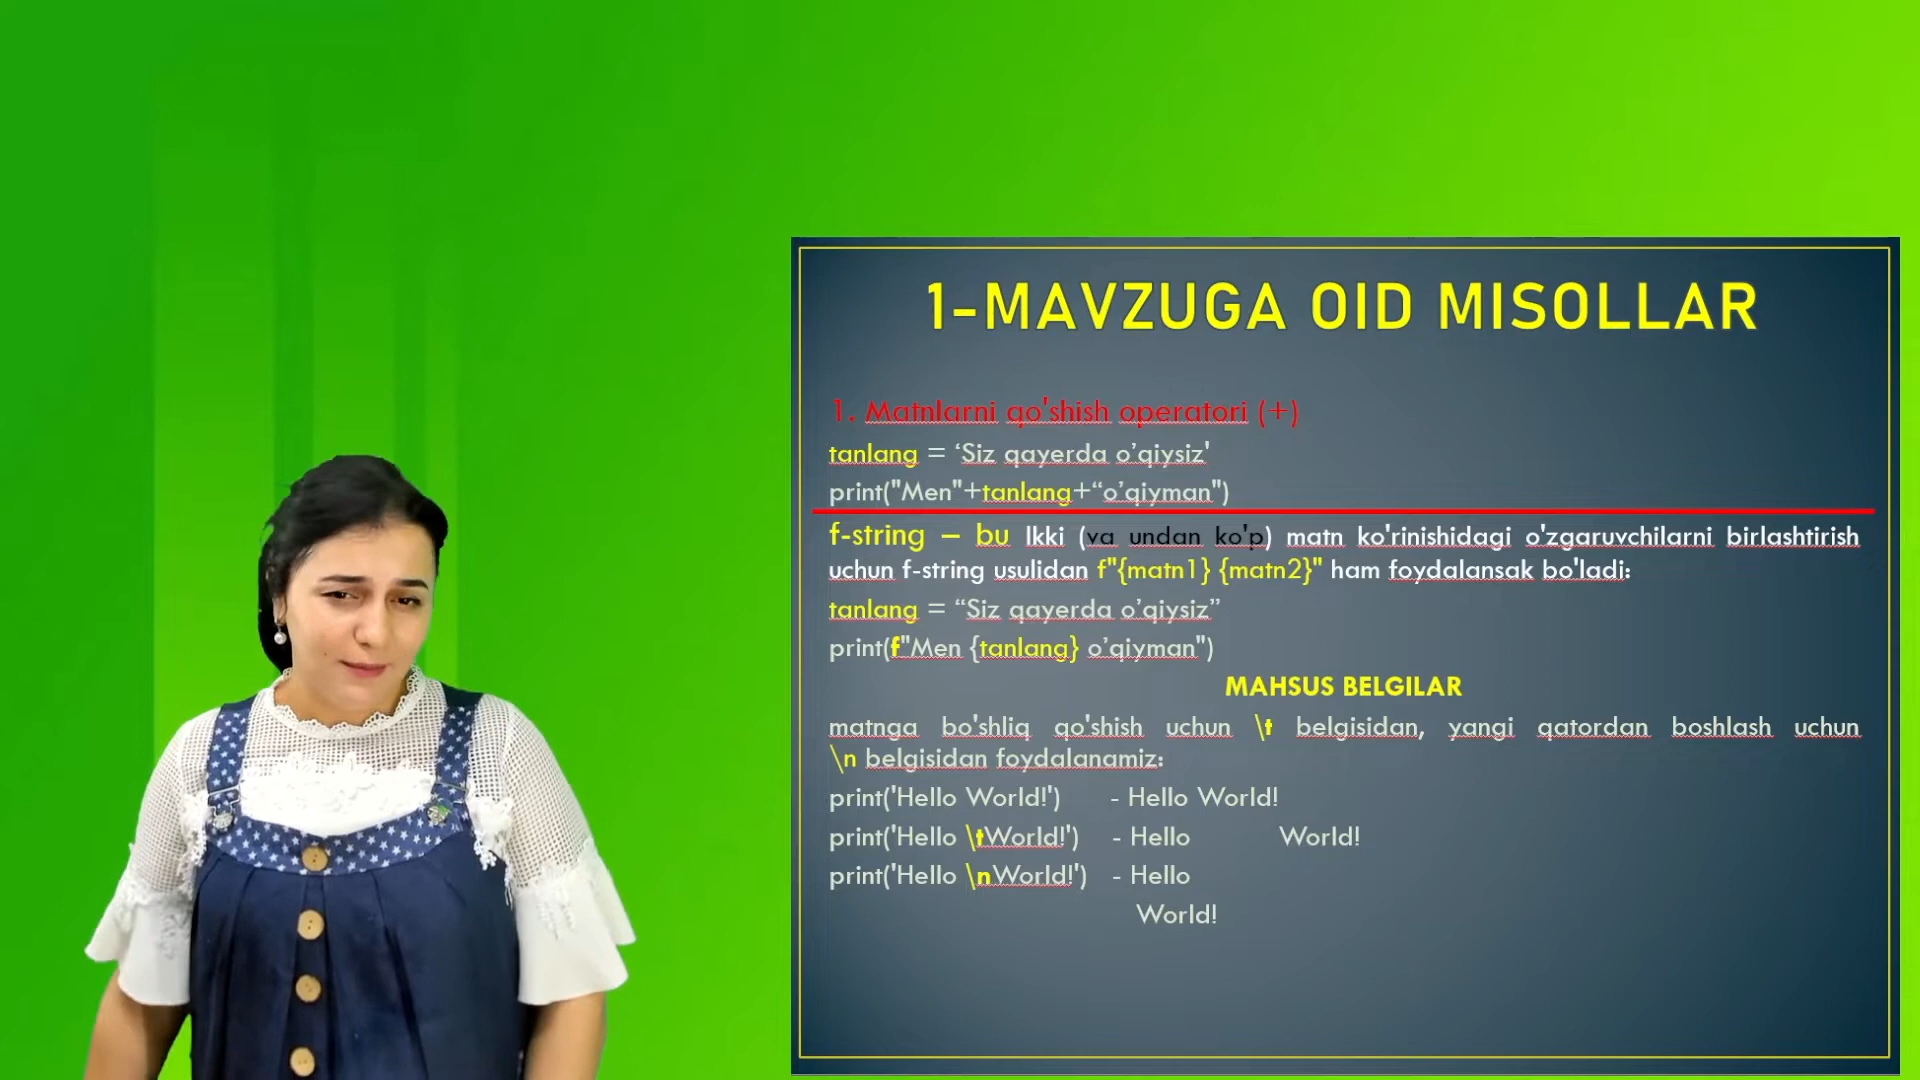 1-MAVZUGA OID MISOLLAR
1. Matnlarni qo'shish operatori (+)
tanlang = ‘Siz qayerda o’qiysiz'
print("Men"+tanlang+“o’qiyman")
f-string – bu Ikki (va undan ko'p) matn ko'rinishidagi o'zgaruvchilarni birlashtirish
uchun f-string usulidan f"{matn1} {matn2}" ham foydalansak bo'ladi:
tanlang = “Siz qayerda o’qiysiz”
print(f"Men {tanlang} o’qiyman")
MAHSUS BELGILAR
matnga bo'shliq qo'shish uchun \t belgisidan, yangi qatordan boshlash uchun
\n belgisidan foydalanamiz:
print('Hello World!') - Hello World!
print('Hello \tWorld!') - Hello World!
print('Hello \nWorld!') - Hello
World!